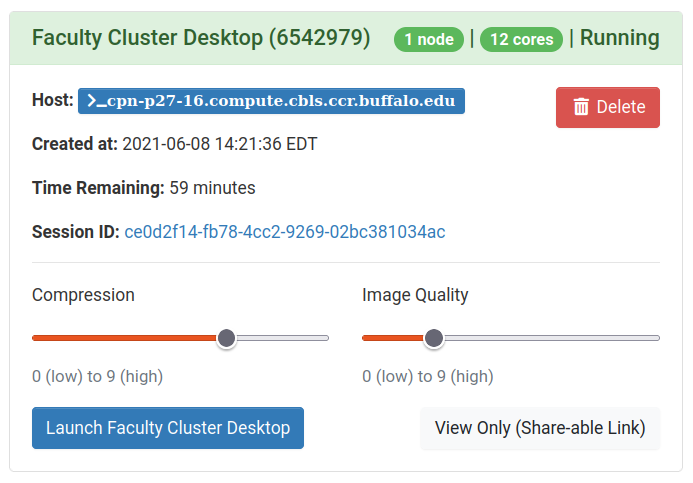 Faculty Cluster Desktop (6542979) 1 node | 12 cores | Running
Host: >_cpn-p27-16.compute.cbls.ccr.buffalo.edu Delete
Created at: 2021-06-08 14:21:36 EDT
Time Remaining: 59 minutes
Session ID: ce0d2f14-fb78-4cc2-9269-02bc381034ac
Compression Image Quality
0 (low) to 9 (high) 0 (low) to 9 (high)
Launch Faculty Cluster Desktop View Only (Share-able Link)